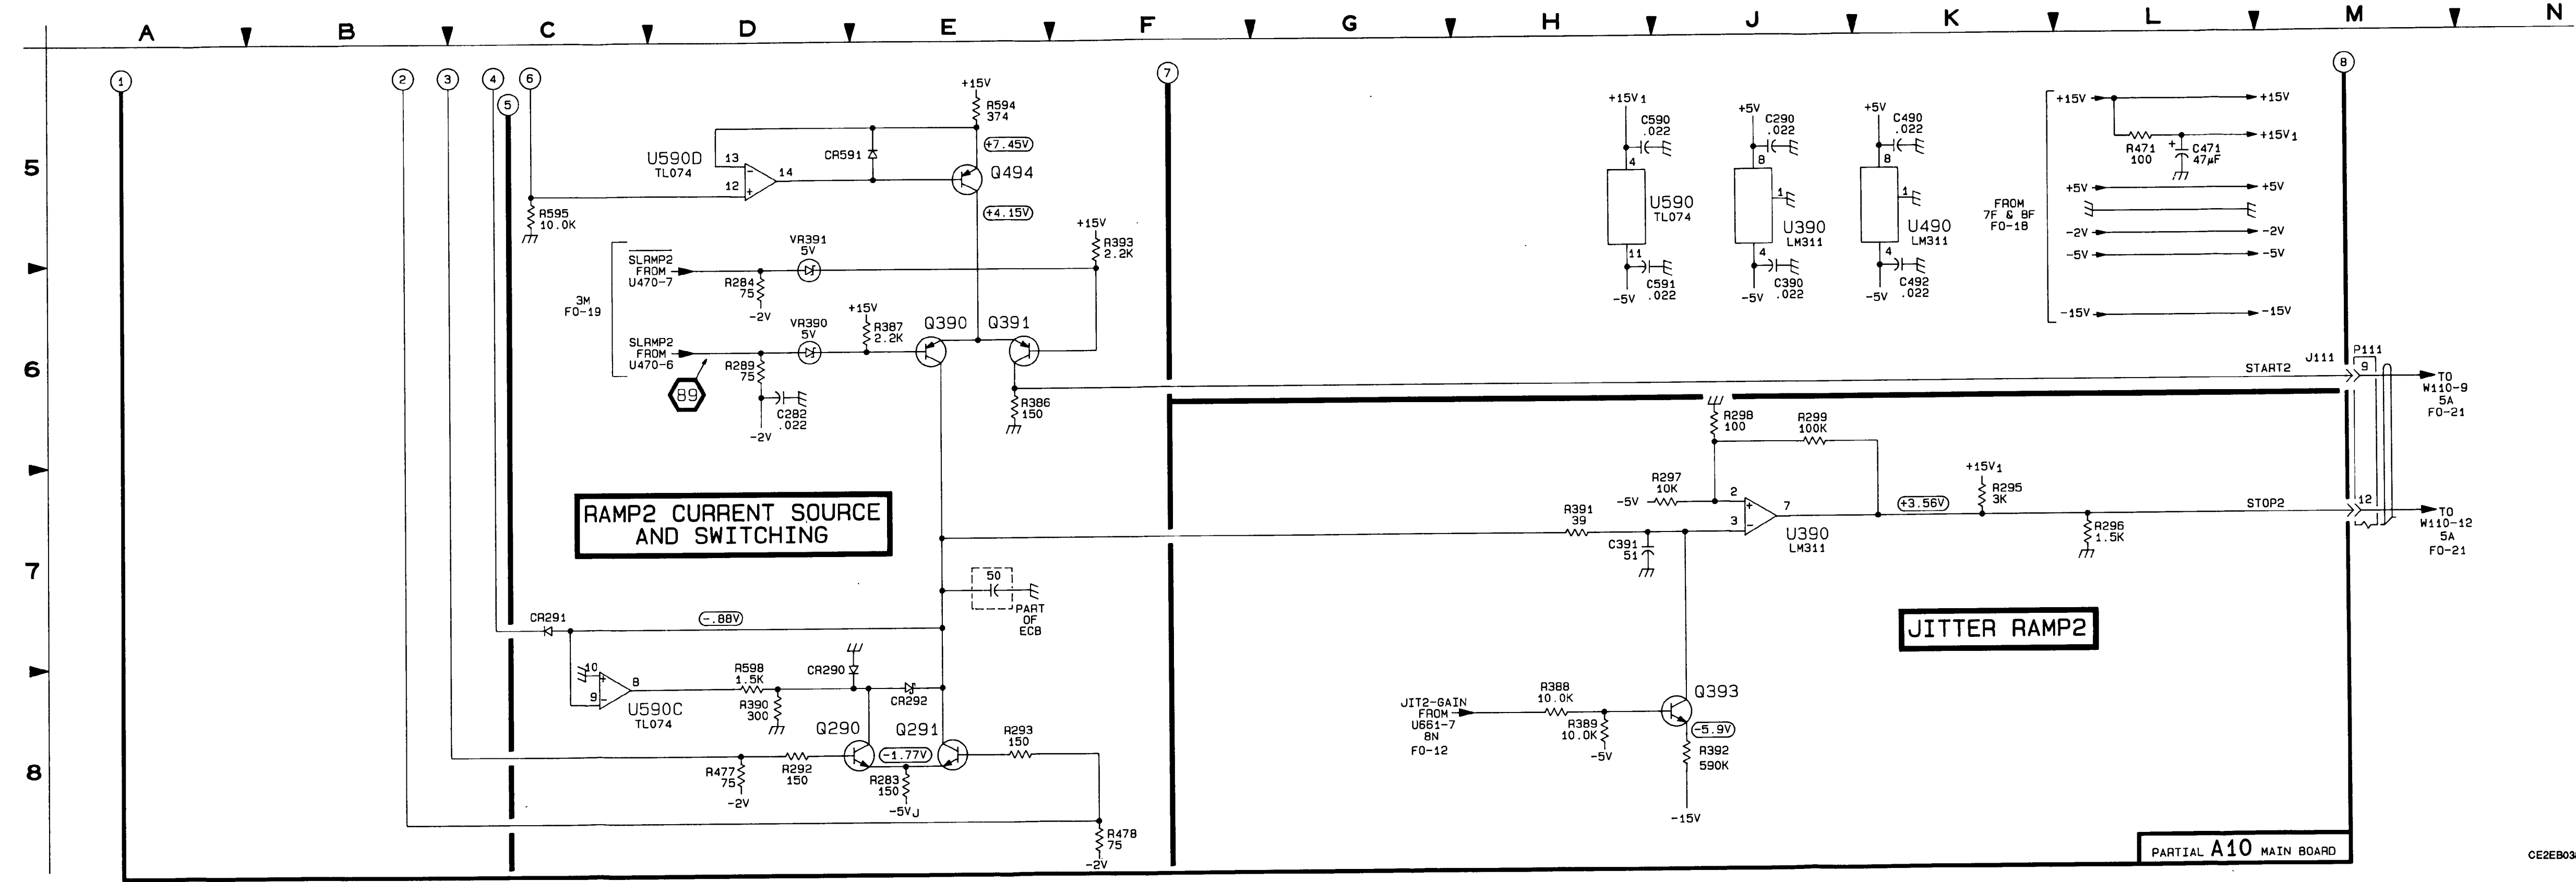 A B C D E F G H J K L M N
5
6
7
8
1
2
3
4
5
6
7
8
+15V
R594
374
+7.45V
CR591
U590D
TL074
13
12
14
Q494
+4.15V
R595
10.0K
SLRMP2
FROM
U470-7
3M
FO-19
SLRMP2
FROM
U470-6
89
VR391
5V
R284
75
-2V
VR390
5V
R289
75
C282
.022
-2V
+15V
R387
2.2K
Q390
Q391
+15V
R393
2.2K
R386
150
RAMP2 CURRENT SOURCE
AND SWITCHING
50
PART
OF
ECB
CR291
-.88V
10
9
8
U590C
TL074
R598
1.5K
R390
300
CR290
CR292
Q290
Q291
-1.77V
R293
150
R477
75
-2V
R292
150
R283
150
-5VJ
R478
75
-2V
+15V1
C590
.022
4
U590
TL074
11
C591
.022
-5V
+5V
C290
.022
8
1
U390
LM311
4
C390
.022
-5V
+5V
C490
.022
8
1
U490
LM311
4
C492
.022
-5V
FROM
7F & 8F
FO-18
+15V
+15V
+15V1
R471
100
+
C471
47µF
+5V
+5V
-2V
-2V
-5V
-5V
-15V
-15V
START2
J111
P111
9
TO
W110-9
5A
FO-21
R298
100
R299
100K
R297
10K
-5V
2
3
7
U390
LM311
R391
39
C391
51
+3.56V
+15V1
R295
3K
R296
1.5K
STOP2
12
TO
W110-12
5A
FO-21
JITTER RAMP2
JIT2-GAIN
FROM
U661-7
8N
FO-12
R388
10.0K
R389
10.0K
-5V
Q393
-5.9V
R392
590K
-15V
PARTIAL A10 MAIN BOARD